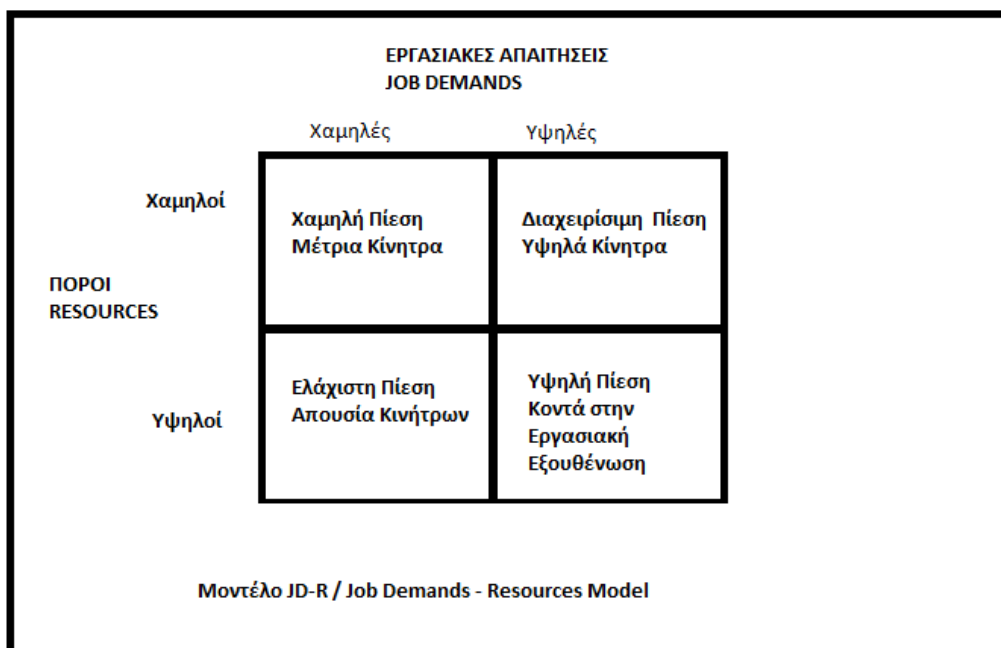 ΕΡΓΑΣΙΑΚΕΣ ΑΠΑΙΤΗΣΕΙΣ
JOB DEMANDS
Χαμηλές
Υψηλές
Χαμηλοί
Χαμηλή Πίεση
Μέτρια Κίνητρα
Διαχειρίσιμη Πίεση
Υψηλά Κίνητρα
ΠΟΡΟΙ
RESOURCES
Υψηλοί
Ελάχιστη Πίεση
Απουσία Κινήτρων
Υψηλή Πίεση
Κοντά στην
Εργασιακή
Εξουθένωση
Μοντέλο JD-R / Job Demands - Resources Model